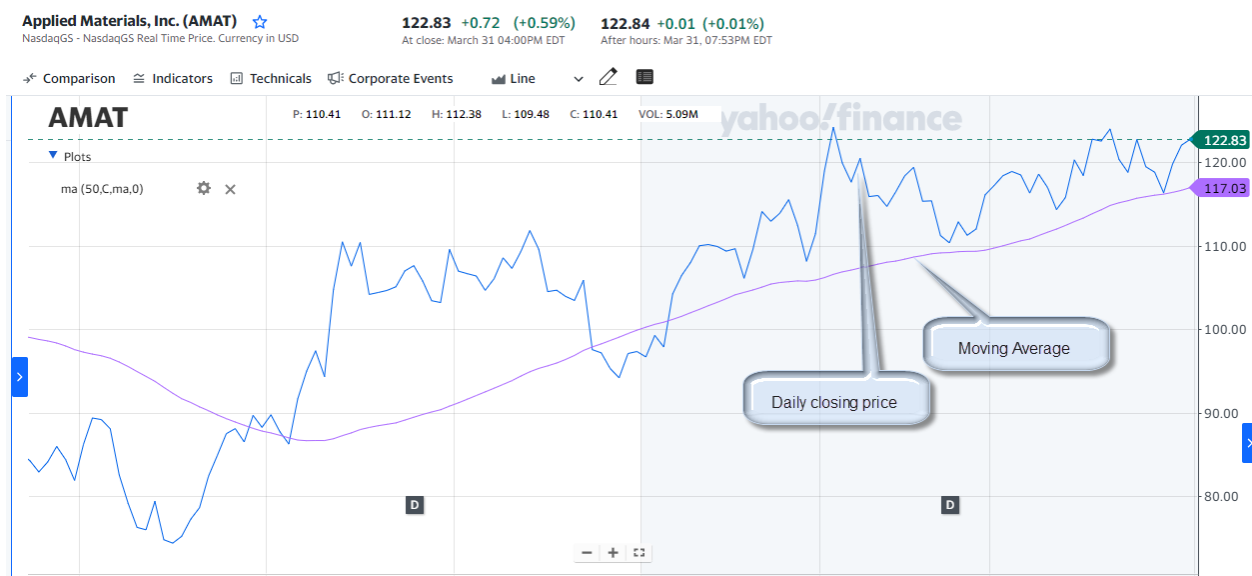 Applied Materials, Inc. (AMAT)
NasdaqGS - NasdaqGS Real Time Price. Currency in USD
122.83 +0.72 (+0.59%)
At close: March 31 04:00PM EDT
122.84 +0.01 (+0.01%)
After hours: Mar 31, 07:53PM EDT
Comparison Indicators Technicals Corporate Events Line
AMAT
P: 110.41 O: 111.12 H: 112.38 L: 109.48 C: 110.41 VOL: 5.09M
yahoo!finance
Plots
ma (50,C,ma,0)
122.83
120.00
117.03
110.00
100.00
90.00
80.00
Moving Average
Daily closing price
D
D